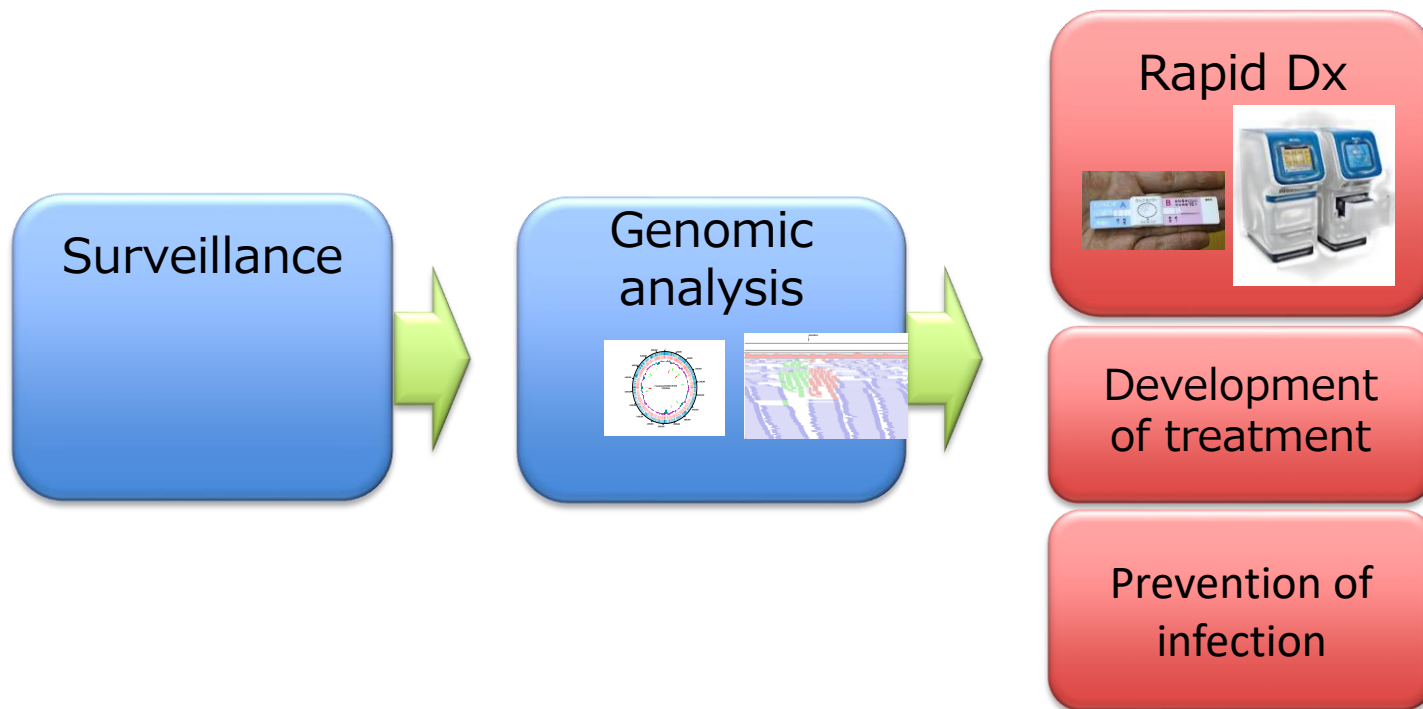 Surveillance
Genomic
analysis
Rapid Dx
A
B
Development
of treatment
Prevention of
infection